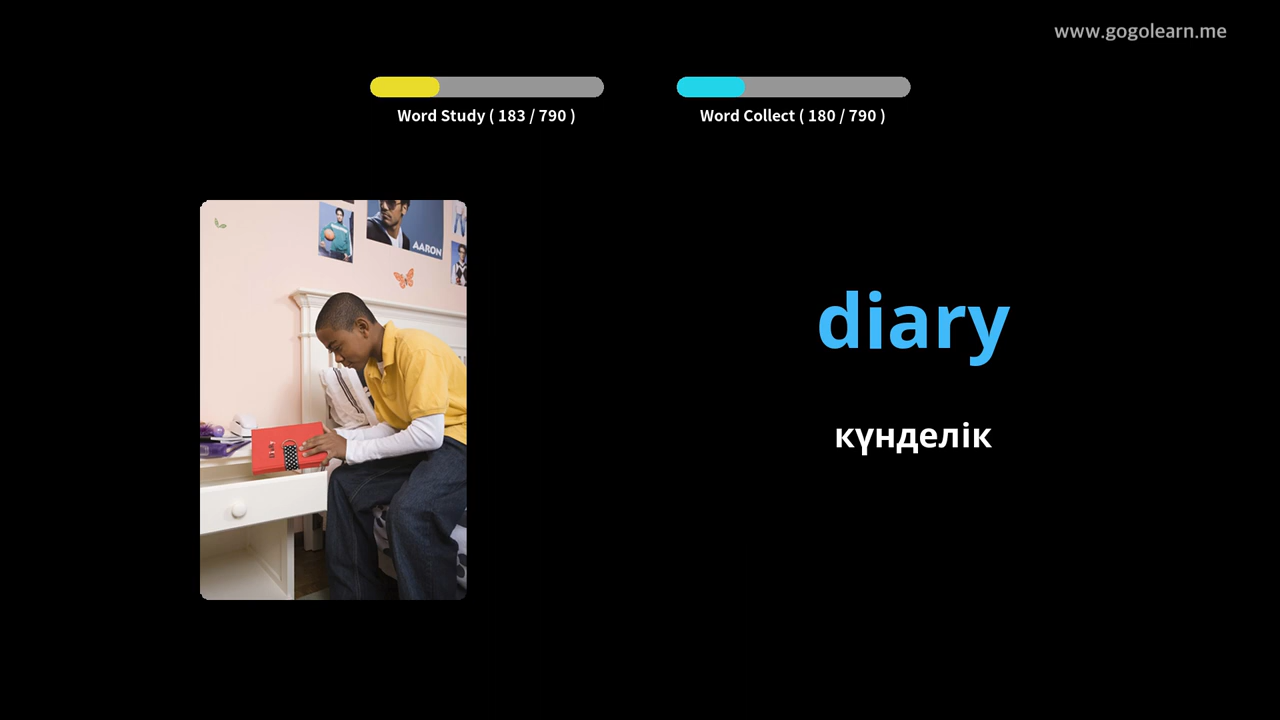 www.gogolearn.me
Word Study ( 183 / 790 )
Word Collect ( 180 / 790 )
AARON
diary
күнделік